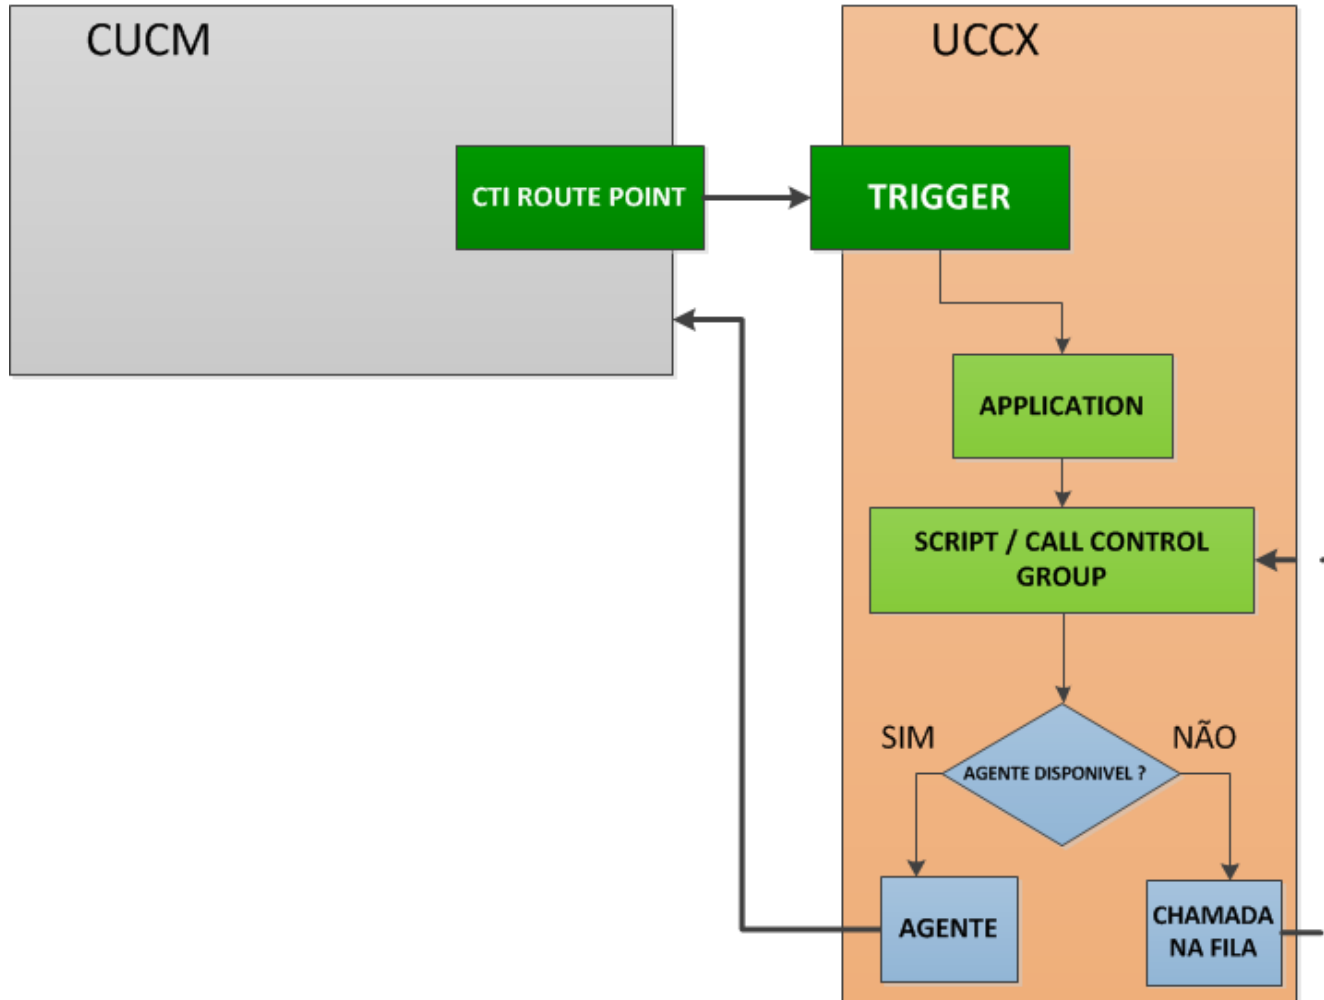 CUCM
UCCX
CTI ROUTE POINT
TRIGGER
APPLICATION
SCRIPT / CALL CONTROL
GROUP
SIM
NÃO
AGENTE DISPONIVEL ?
AGENTE
CHAMADA
NA FILA